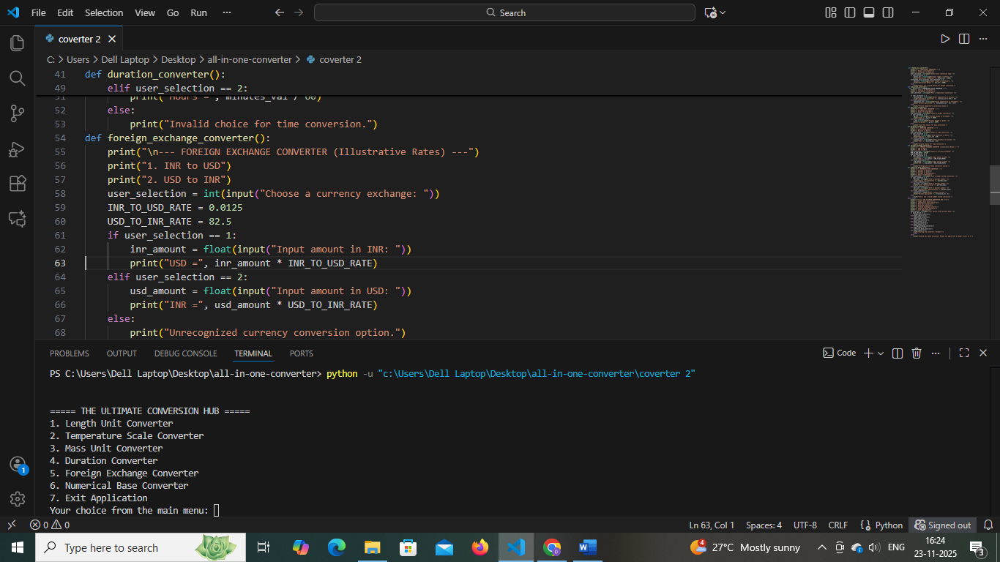 File Edit Selection View Go Run ··· Search
coverter 2
C: > Users > Dell Laptop > Desktop > all-in-one-converter > coverter 2
41 def duration_converter():
49 elif user_selection == 2:
51 print("Hours =", minutes_val / 60)
52 else:
53 print("Invalid choice for time conversion.")
54 def foreign_exchange_converter():
55 print("\n--- FOREIGN EXCHANGE CONVERTER (Illustrative Rates) ---")
56 print("1. INR to USD")
57 print("2. USD to INR")
58 user_selection = int(input("Choose a currency exchange: "))
59 INR_TO_USD_RATE = 0.0125
60 USD_TO_INR_RATE = 82.5
61 if user_selection == 1:
62 inr_amount = float(input("Input amount in INR: "))
63 print("USD =", inr_amount * INR_TO_USD_RATE)
64 elif user_selection == 2:
65 usd_amount = float(input("Input amount in USD: "))
66 print("INR =", usd_amount * USD_TO_INR_RATE)
67 else:
68 print("Unrecognized currency conversion option.")
PROBLEMS OUTPUT DEBUG CONSOLE TERMINAL PORTS Code
PS C:\Users\Dell Laptop\Desktop\all-in-one-converter> python -u "c:\Users\Dell Laptop\Desktop\all-in-one-converter\coverter 2"
===== THE ULTIMATE CONVERSION HUB =====
1. Length Unit Converter
2. Temperature Scale Converter
3. Mass Unit Converter
4. Duration Converter
5. Foreign Exchange Converter
6. Numerical Base Converter
7. Exit Application
Your choice from the main menu:
1
0 0 Ln 63, Col 1 Spaces: 4 UTF-8 CRLF {} Python Signed out
Type here to search 4 27°C Mostly sunny ENG 16:24
23-11-2025 3